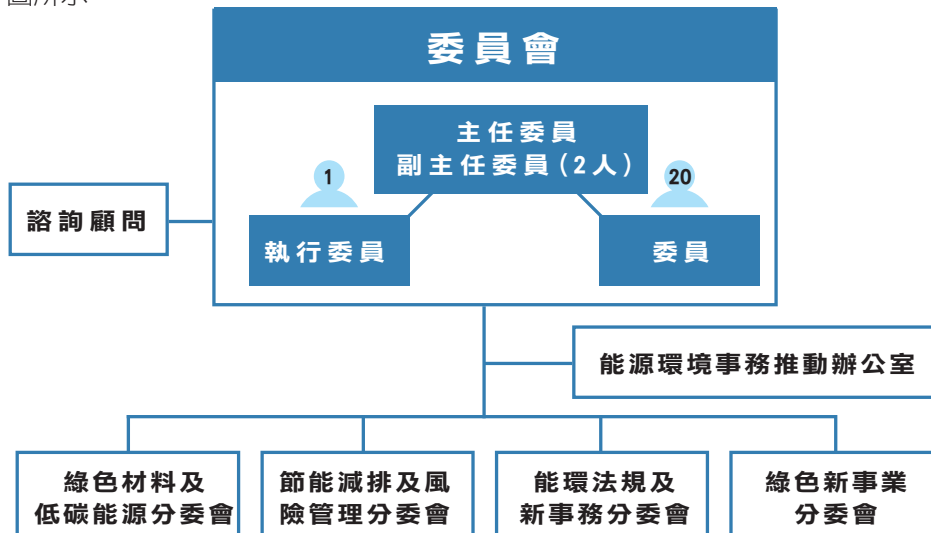 圖所示
委員會
主任委員
副主任委員(2人)
1
20
諮詢顧問
執行委員
委員
能源環境事務推動辦公室
綠色材料及
低碳能源分委會
節能減排及風
險管理分委會
能環法規及
新事務分委會
綠色新事業
分委會